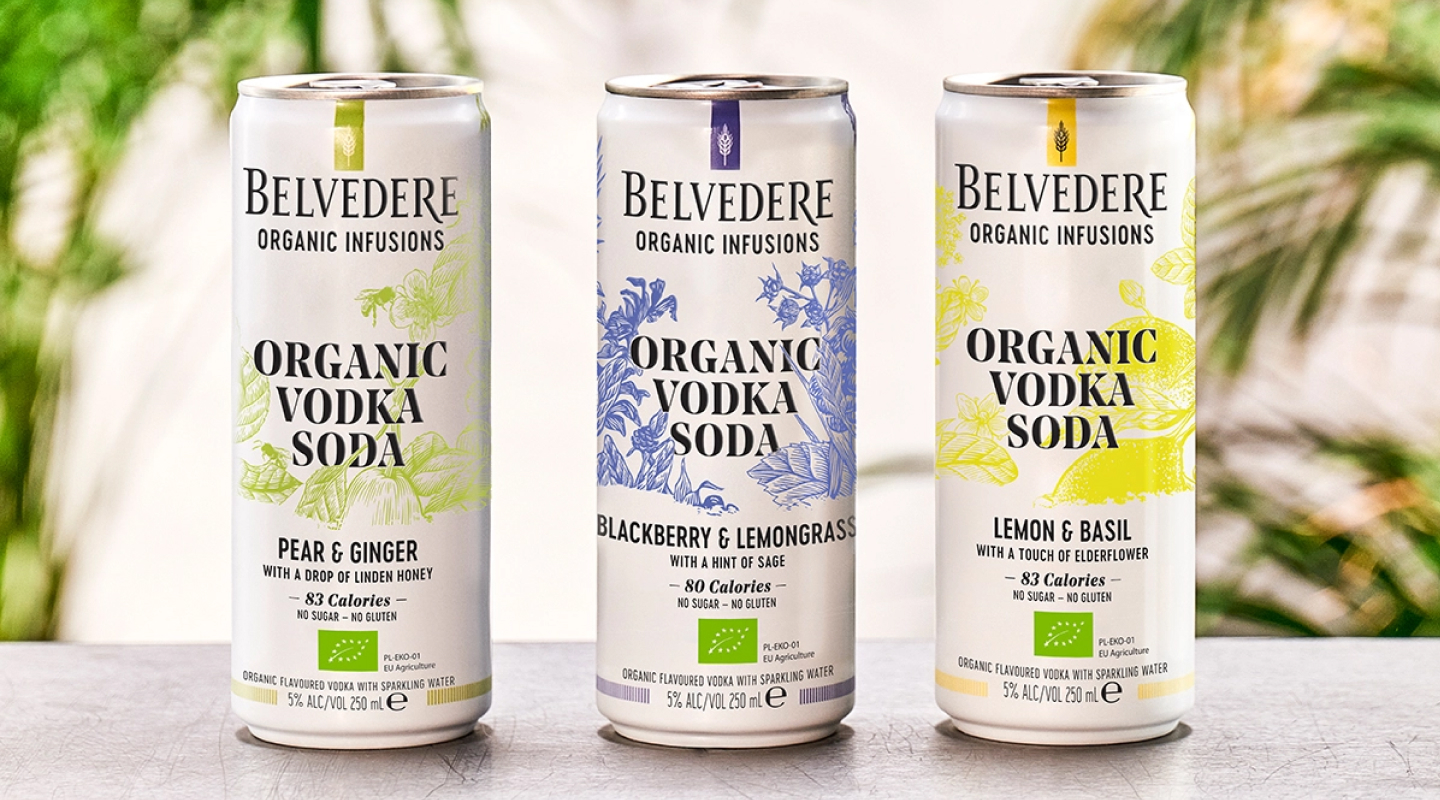 BELVEDERE
ORGANIC INFUSIONS
ORGANIC
VODKA
SODA
PEAR & GINGER
WITH A DROP OF LINDEN HONEY
– 83 Calories –
NO SUGAR – NO GLUTEN
PL-EKO-01
EU Agriculture
ORGANIC FLAVOURED VODKA WITH SPARKLING WATER
5% ALC/VOL 250 mL e
BELVEDERE
ORGANIC INFUSIONS
ORGANIC
VODKA
SODA
BLACKBERRY & LEMONGRASS
WITH A HINT OF SAGE
– 80 Calories –
NO SUGAR – NO GLUTEN
PL-EKO-01
EU Agriculture
ORGANIC FLAVOURED VODKA WITH SPARKLING WATER
5% ALC/VOL 250 mL e
BELVEDERE
ORGANIC INFUSIONS
ORGANIC
VODKA
SODA
LEMON & BASIL
WITH A TOUCH OF ELDERFLOWER
– 83 Calories –
NO SUGAR – NO GLUTEN
PL-EKO-01
EU Agriculture
ORGANIC FLAVOURED VODKA WITH SPARKLING WATER
5% ALC/VOL 250 mL e